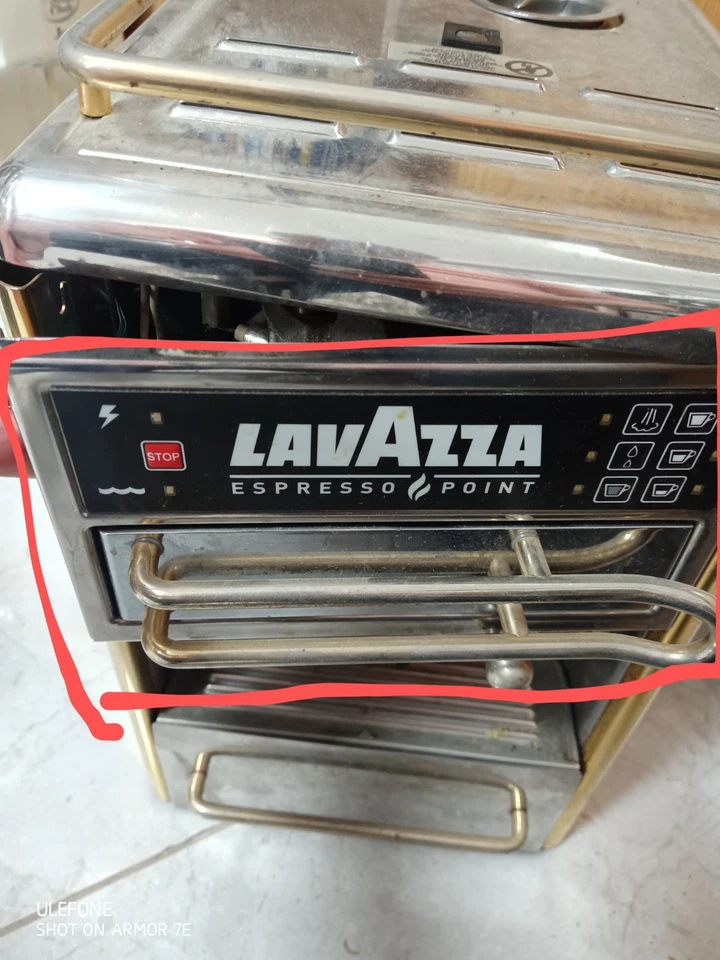 STOP
LAVAZZA
ESPRESSO POINT
ULEFONE
SHOT ON ARMOR 7E